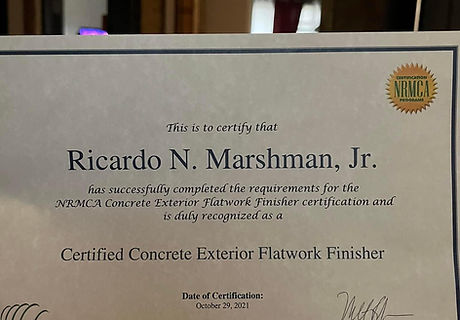 CERTIFICATION
NRMCA
PROGRAMS
This is to certify that
Ricardo N. Marshman, Jr.
has successfully completed the requirements for the
NRMCA Concrete Exterior Flatwork Finisher certification and
is duly recognized as a
Certified Concrete Exterior Flatwork Finisher
Date of Certification:
October 29, 2021